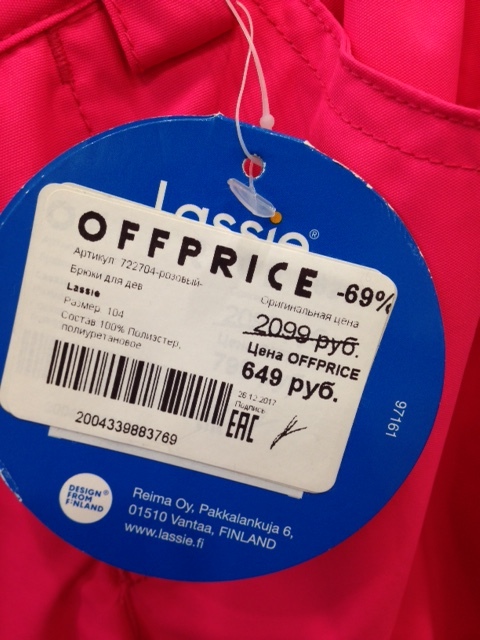 Lassie®
OFFPRICE -69%
Артикул: 722704-розовый-
Брюки для дев
Lassie
Размер: 104
Состав 100% Полиэстер,
полиуретановое
Оригинальная цена
2099 руб.
Цена OFFPRICE
649 руб.
26.12.2017
Подпись
EAC
2004339883769
97161
DESIGN
FROM
FINLAND
Reima Oy, Pakkalankuja 6,
01510 Vantaa, FINLAND
www.lassie.fi